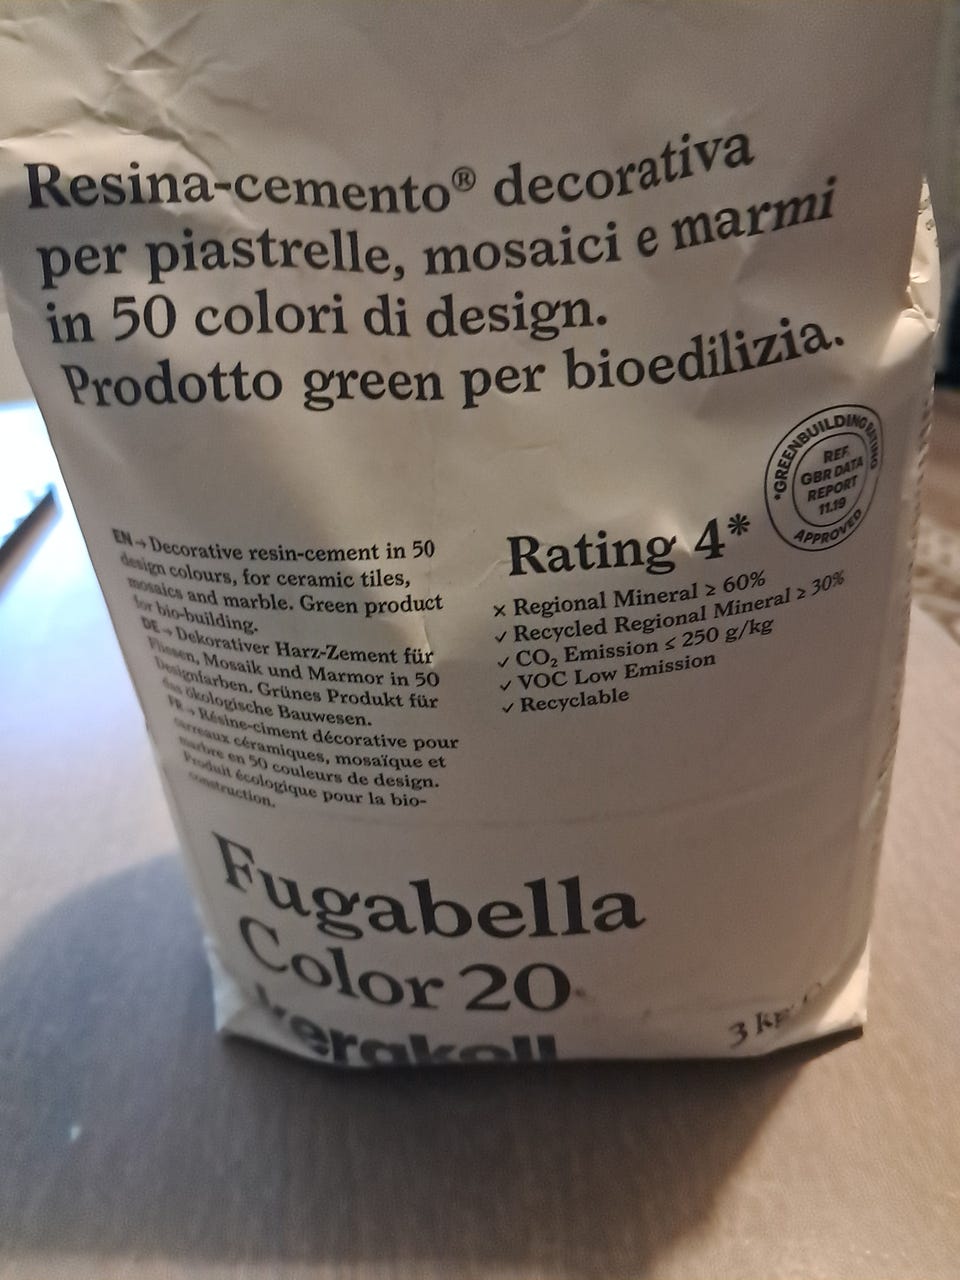 Resina-cemento® decorativa
per piastrelle, mosaici e marmi
in 50 colori di design.
Prodotto green per bioedilizia.
*GREENBUILDING RATING
REF.
GBR DATA
REPORT
11.19
APPROVED
EN→Decorative resin-cement in 50
design colours, for ceramic tiles,
mosaics and marble. Green product
for bio-building.
DE→Dekorativer Harz-Zement für
Fliesen, Mosaik und Marmor in 50
Designfarben. Grünes Produkt für
das ökologische Bauwesen.
FR→Résine-ciment décorative pour
carreaux céramiques, mosaïque et
marbre en 50 couleurs de design.
Produit écologique pour la bio-
construction.
Rating 4*
× Regional Mineral ≥ 60%
✓ Recycled Regional Mineral ≥ 30%
✓ CO₂ Emission ≤ 250 g/kg
✓ VOC Low Emission
✓ Recyclable
Fugabella
Color 20
kerakoll
3 kg